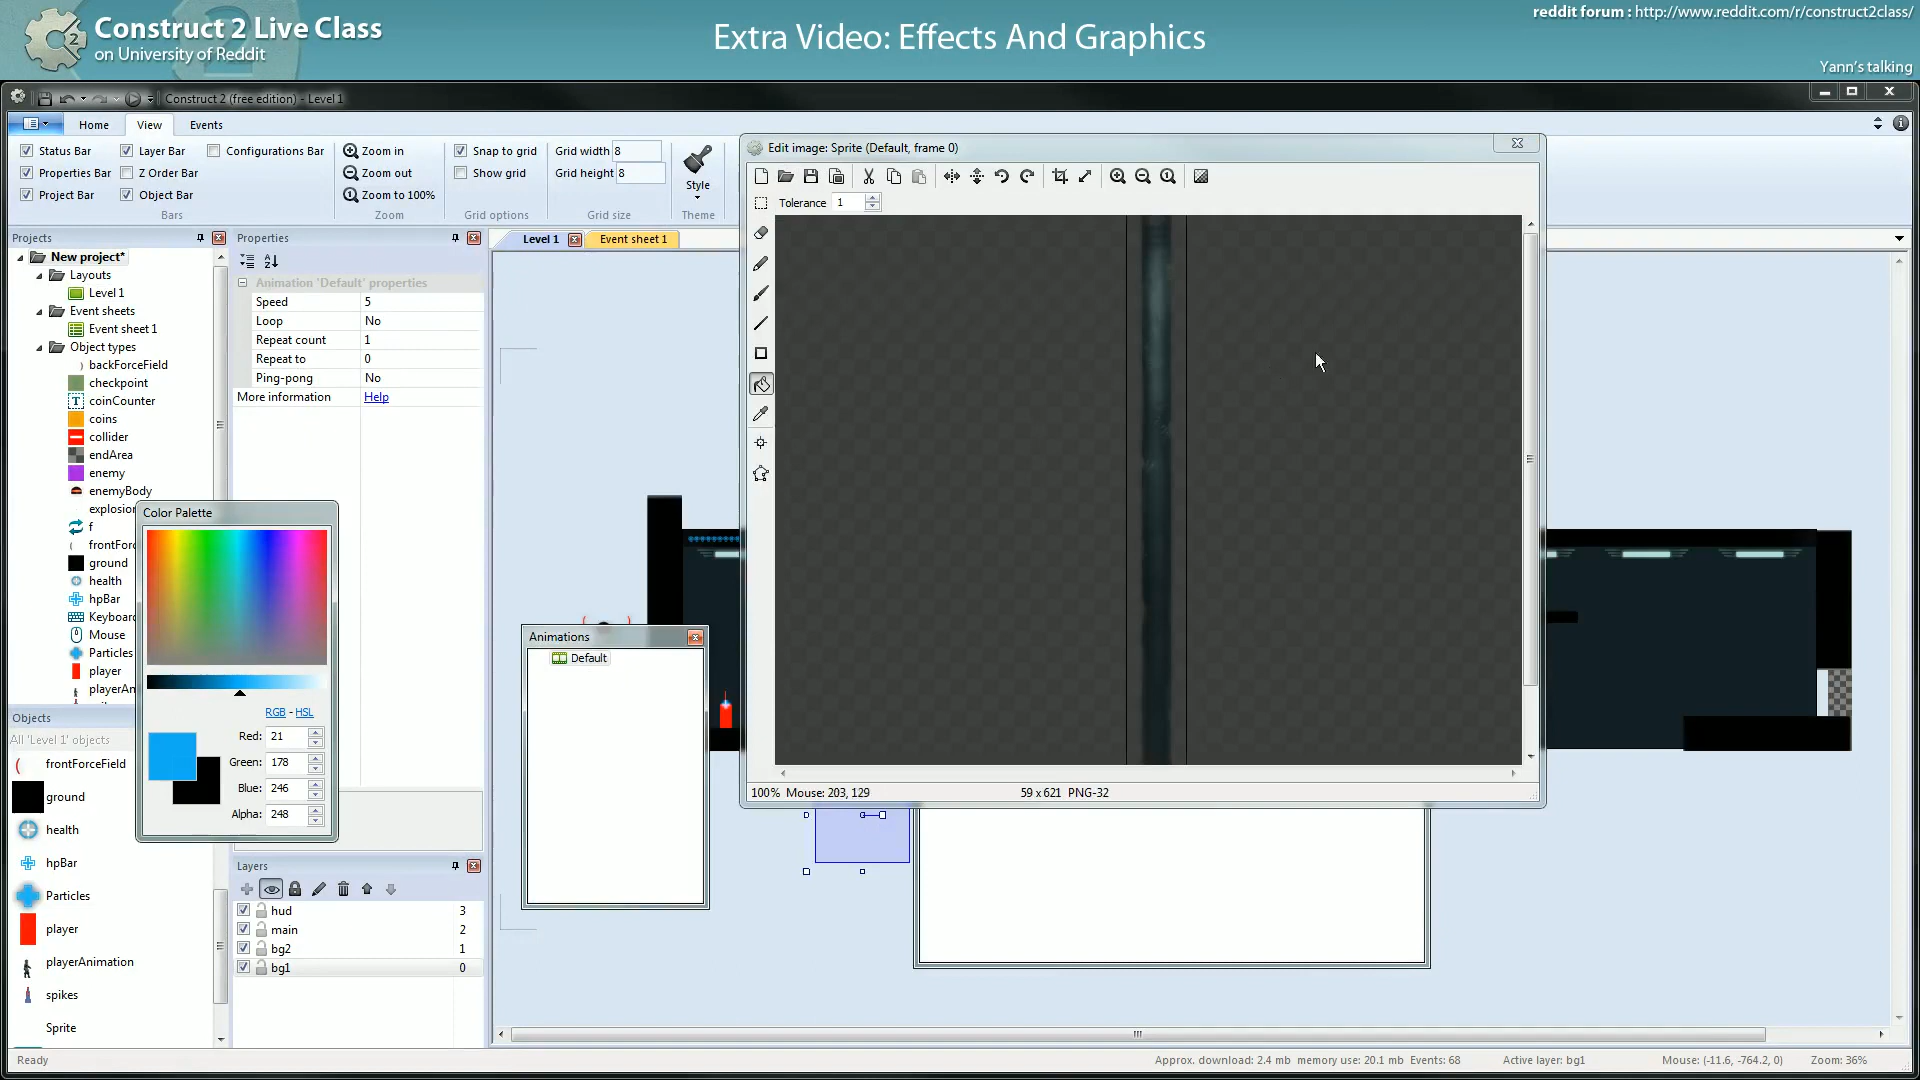 Construct 2 Live Class
on University of Reddit
Extra Video: Effects And Graphics
reddit forum : http://www.reddit.com/r/construct2class/
Yann's talking
Construct 2 (free edition) - Level 1
Home
View
Events
Status Bar
Layer Bar
Configurations Bar
Properties Bar
Z Order Bar
Project Bar
Object Bar
Bars
Zoom in
Zoom out
Zoom to 100%
Zoom
Snap to grid
Show grid
Grid options
Grid width 8
Grid height 8
Grid size
Style
Theme
Edit image: Sprite (Default, frame 0)
Tolerance 1
100% Mouse: 203, 129
59 x 621 PNG-32
Projects
New project*
Layouts
Level 1
Event sheets
Event sheet 1
Object types
backForceField
checkpoint
coinCounter
coins
collider
endArea
enemy
enemyBody
explosion
f
frontForc
ground
health
hpBar
Keyboard
Mouse
Particles
player
playerAn
Properties
Animation 'Default' properties
Speed 5
Loop No
Repeat count 1
Repeat to 0
Ping-pong No
More information Help
Level 1
Event sheet 1
Color Palette
RGB - HSL
Red: 21
Green: 178
Blue: 246
Alpha: 248
Animations
Default
Objects
All 'Level 1' objects
frontForceField
ground
health
hpBar
Particles
player
playerAnimation
spikes
Sprite
Layers
hud 3
main 2
bg2 1
bg1 0
Ready
Approx. download: 2.4 mb memory use: 20.1 mb Events: 68
Active layer: bg1
Mouse: (-11.6, -764.2, 0)
Zoom: 36%